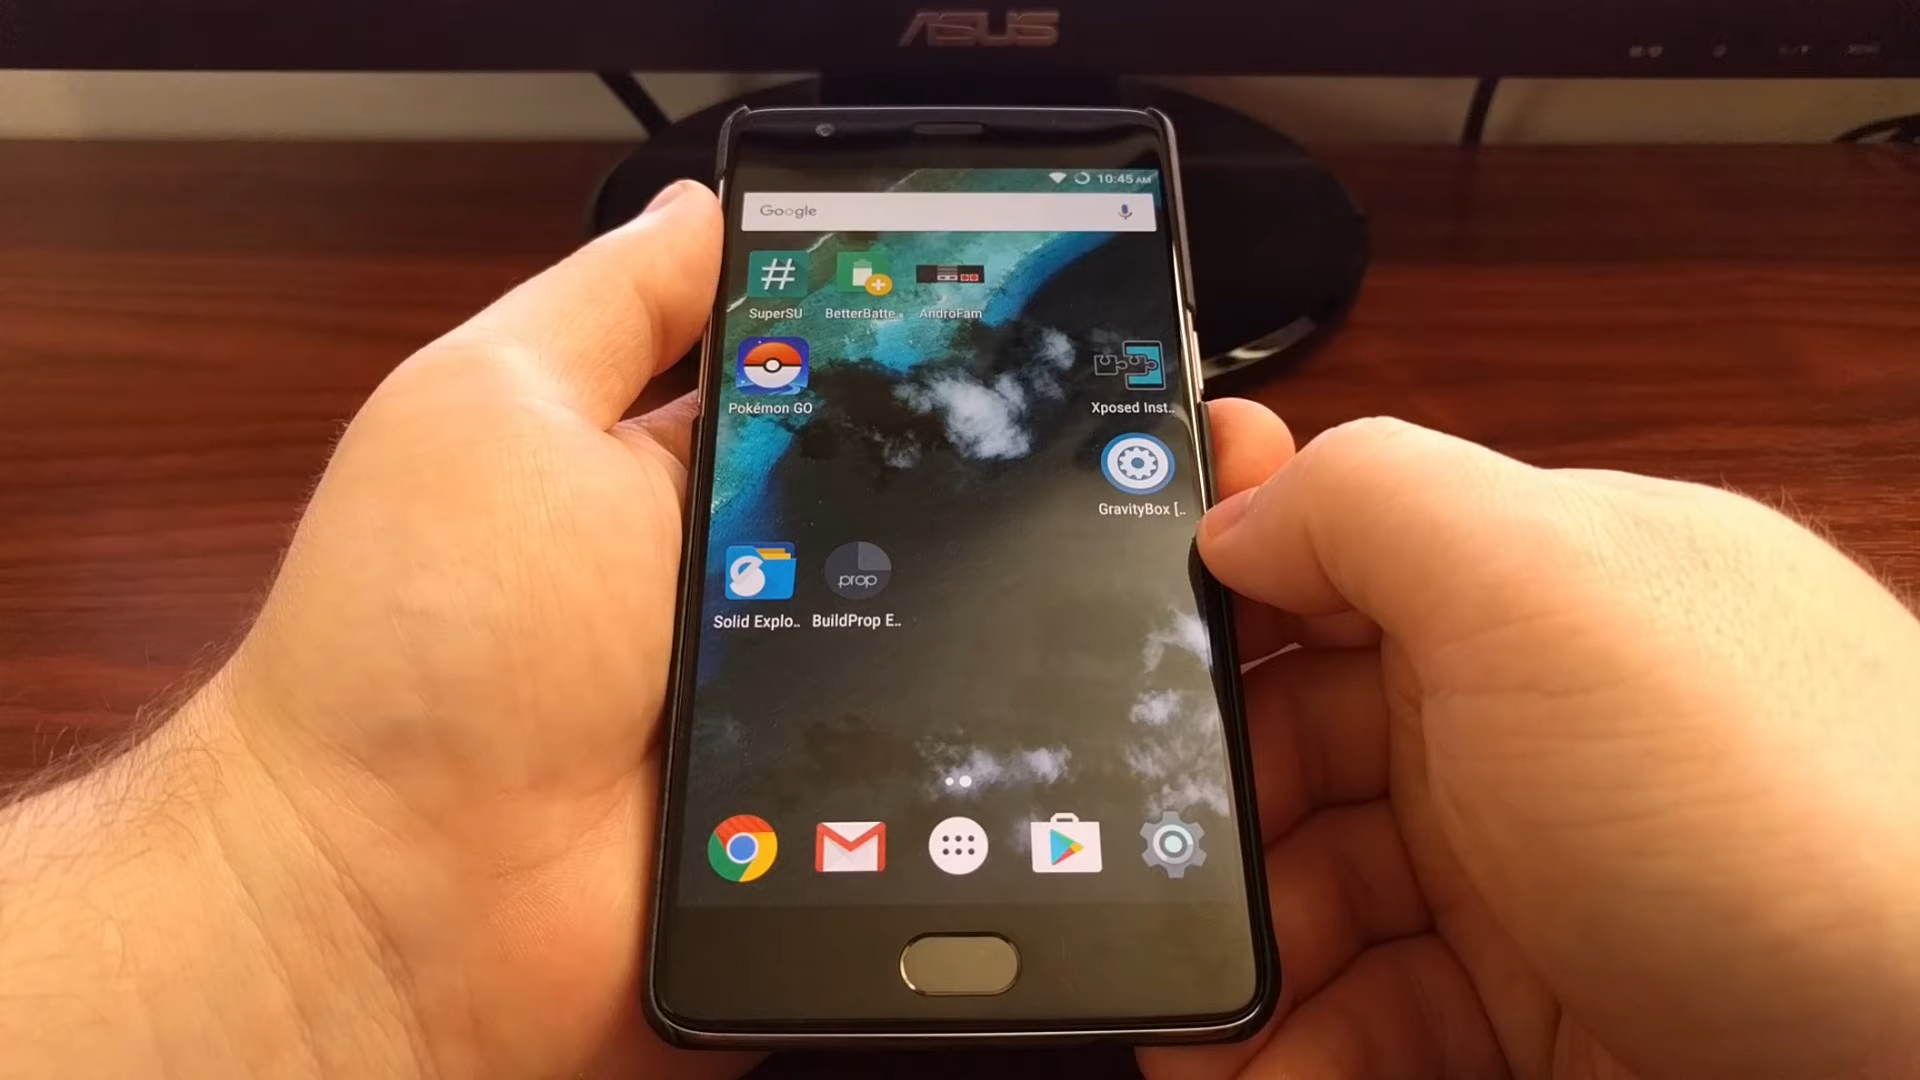 ASUS
10:45 AM
Google
#
SuperSU
BetterBatte..
AndroFam
Pokémon GO
Xposed Inst..
GravityBox [..
prop
Solid Explo..
BuildProp E..